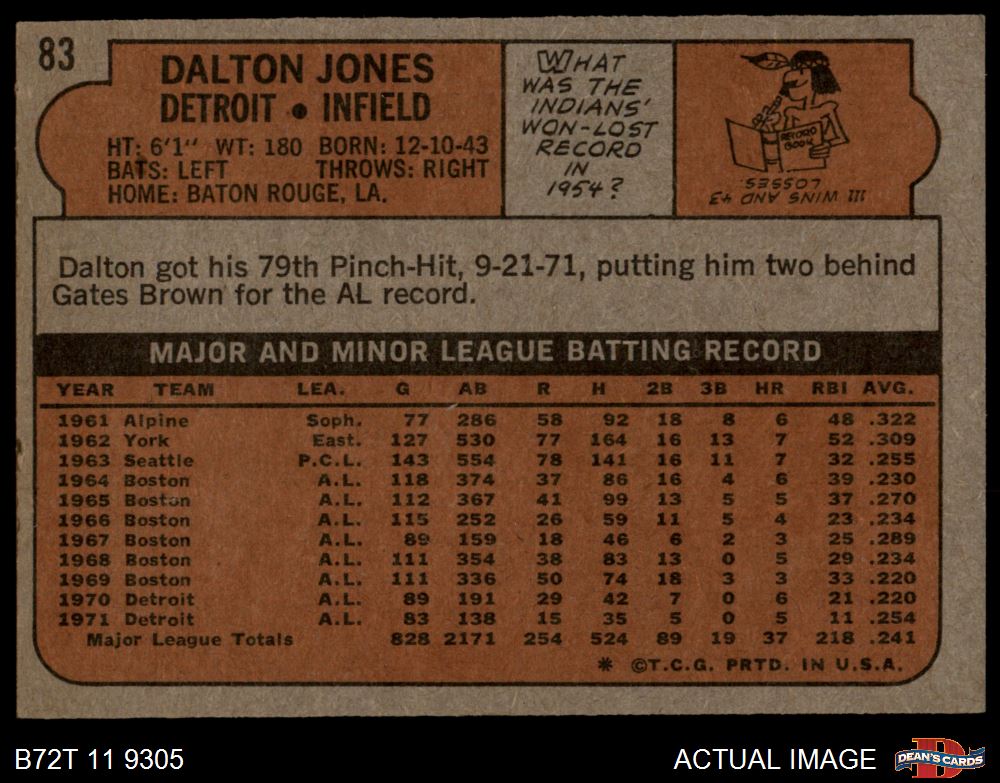 83
DALTON JONES
DETROIT • INFIELD
HT: 6'1" WT: 180 BORN: 12-10-43
BATS: LEFT THROWS: RIGHT
HOME: BATON ROUGE, LA.
WHAT
WAS THE
INDIANS'
WON-LOST
RECORD
IN
1954?
RECORD
BOOK
111 WINS AND 43
LOSSES
Dalton got his 79th Pinch-Hit, 9-21-71, putting him two behind
Gates Brown for the AL record.
MAJOR AND MINOR LEAGUE BATTING RECORD
YEAR TEAM LEA. G AB R H 2B 3B HR RBI AVG.
1961 Alpine Soph. 77 286 58 92 18 8 6 48 .322
1962 York East. 127 530 77 164 16 13 7 52 .309
1963 Seattle P.C.L. 143 554 78 141 16 11 7 32 .255
1964 Boston A.L. 118 374 37 86 16 4 6 39 .230
1965 Boston A.L. 112 367 41 99 13 5 5 37 .270
1966 Boston A.L. 115 252 26 59 11 5 4 23 .234
1967 Boston A.L. 89 159 18 46 6 2 3 25 .289
1968 Boston A.L. 111 354 38 83 13 0 5 29 .234
1969 Boston A.L. 111 336 50 74 18 3 3 33 .220
1970 Detroit A.L. 89 191 29 42 7 0 6 21 .220
1971 Detroit A.L. 83 138 15 35 5 0 5 11 .254
Major League Totals 828 2171 254 524 89 19 37 218 .241
* ©T.C.G. PRTD. IN U.S.A.
B72T 11 9305
ACTUAL IMAGE
D
DEAN'S CARDS